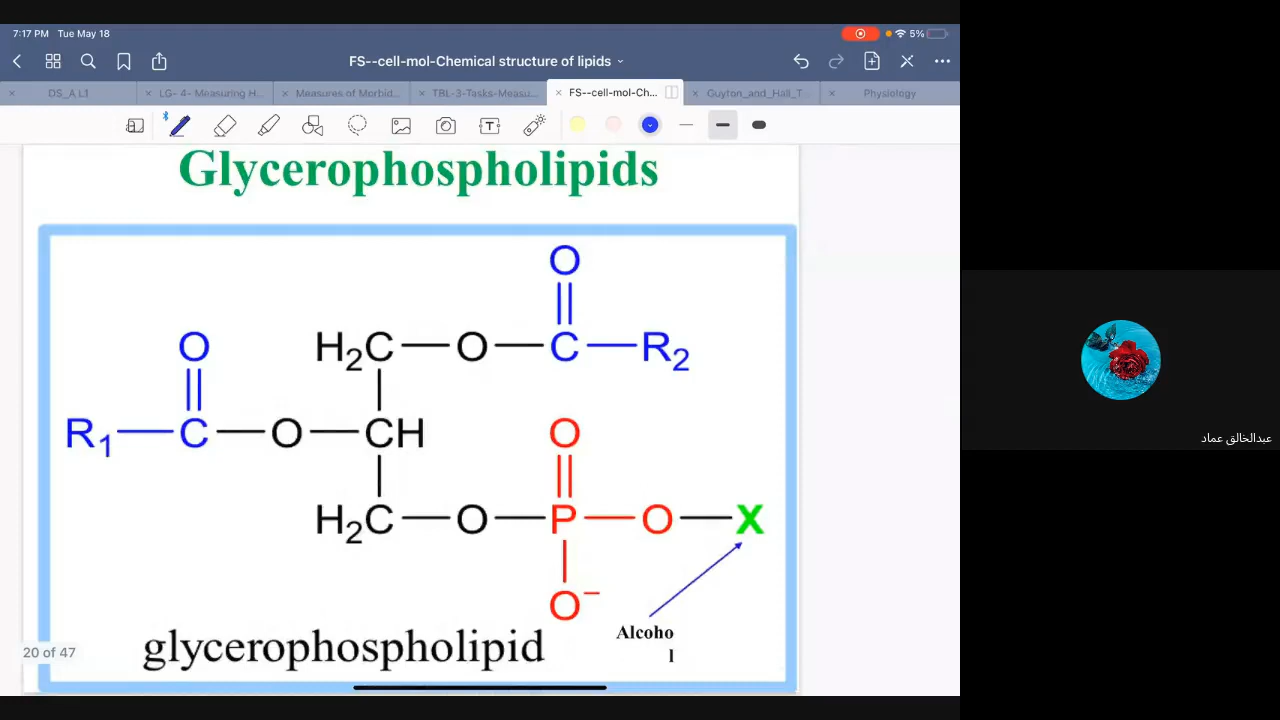 7:17 PM Tue May 18
5%
FS--cell-mol-Chemical structure of lipids
DS_A L1
LG- 4- Measuring H...
Measures of Morbid...
TBL-3-Tasks-Measu...
FS--cell-mol-Ch...
Guyton_and_Hall_T...
Physiology
Glycerophospholipids
O
O H₂C O C R₂
O
R₁ C O CH
H₂C O P O X
O⁻
Alcoho
l
glycerophospholipid
20 of 47
عبدالخالق عماد